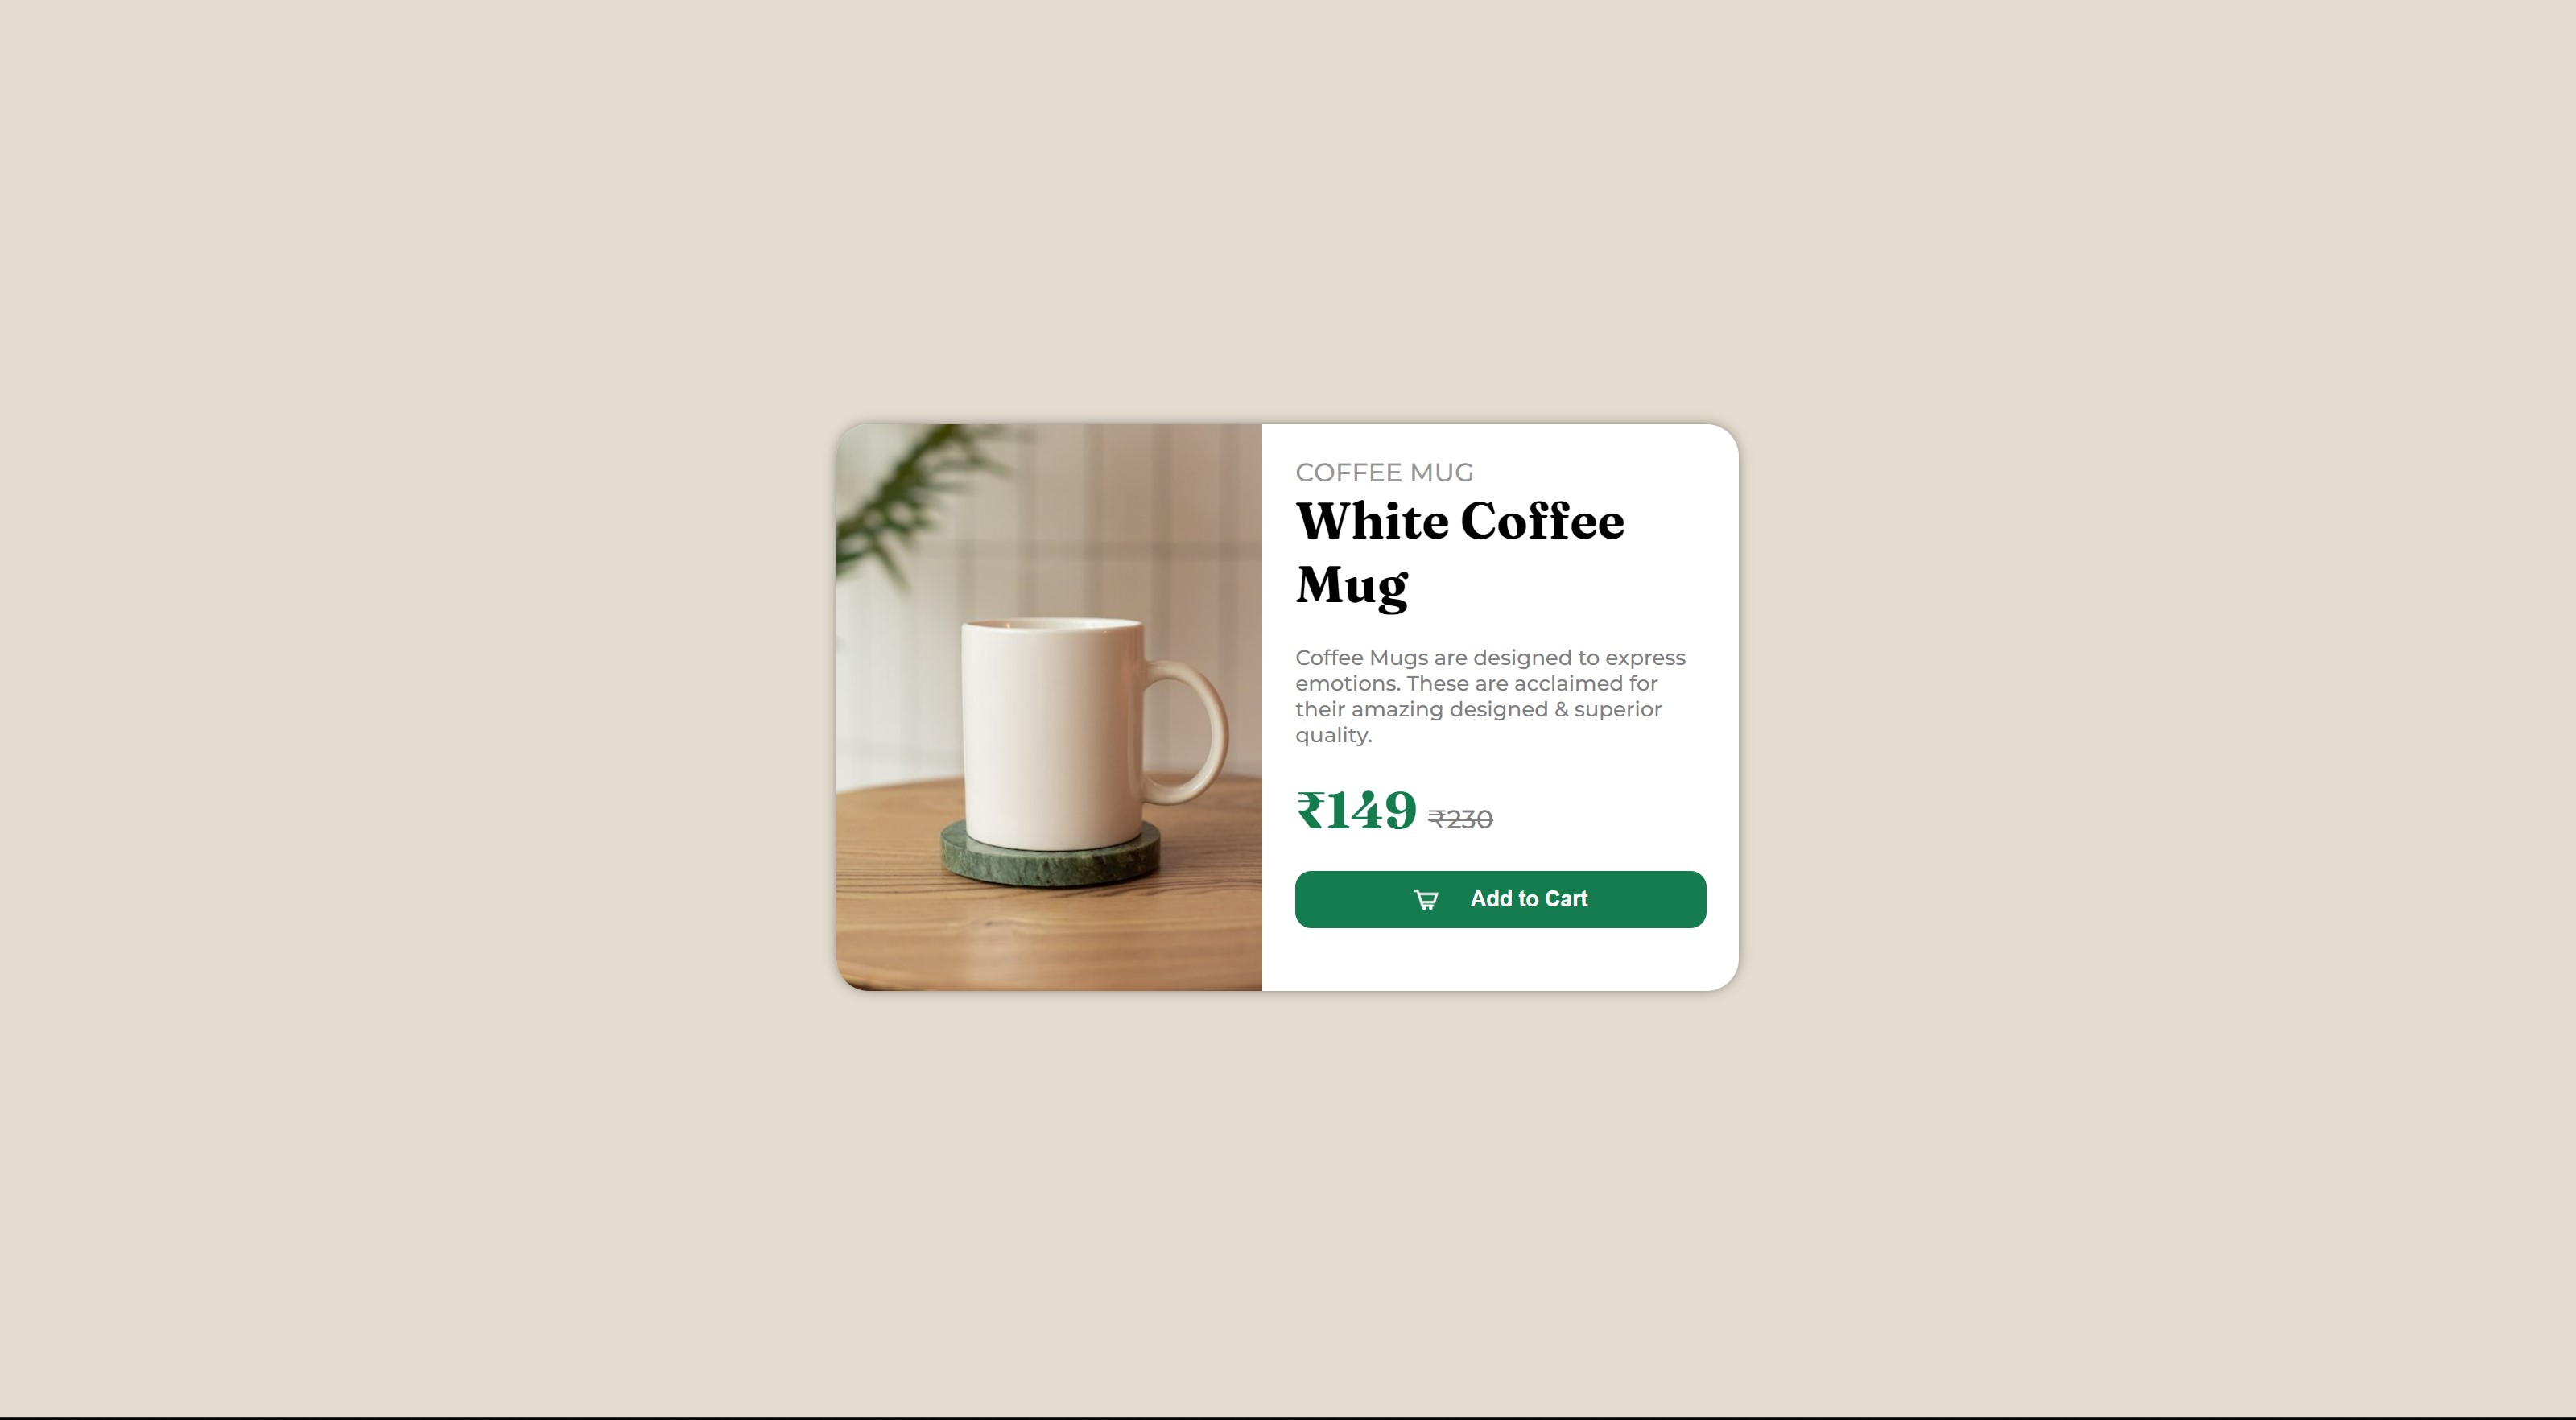 COFFEE MUG
White Coffee
Mug
Coffee Mugs are designed to express
emotions. These are acclaimed for
their amazing designed & superior
quality.
₹149 ₹230
Add to Cart